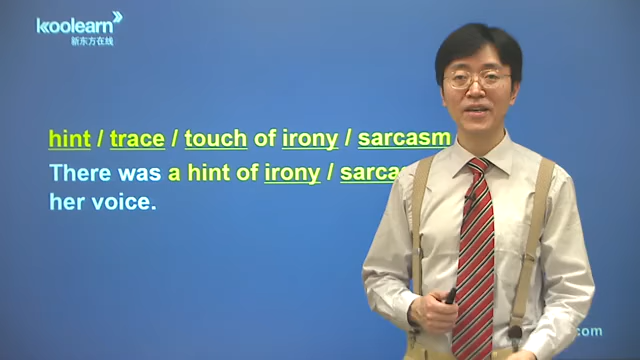 koolearn
新东方在线
hint / trace / touch of irony / sarcasm
There was a hint of irony /
her voice.
.com